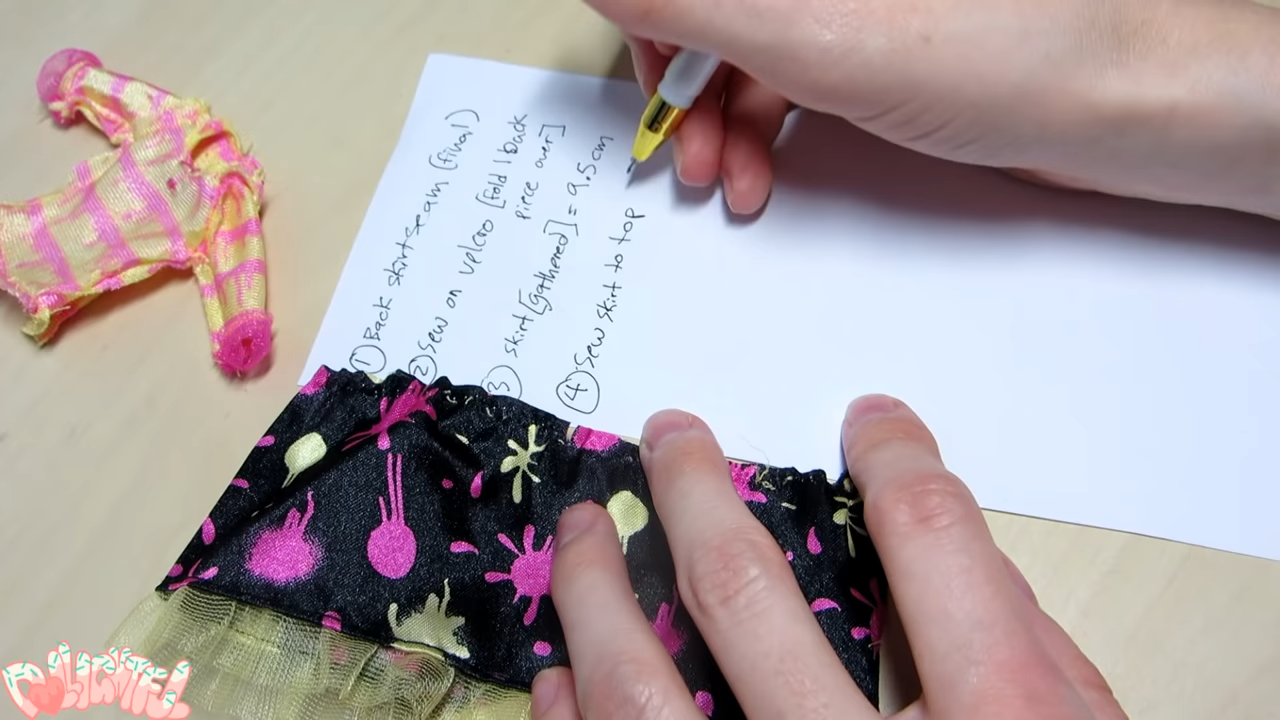 ① Back skirt seam (final)
② Sew on velcro [fold 1 back
piece over]
③ skirt [gathered] = 9.5cm
④ Sew skirt to top